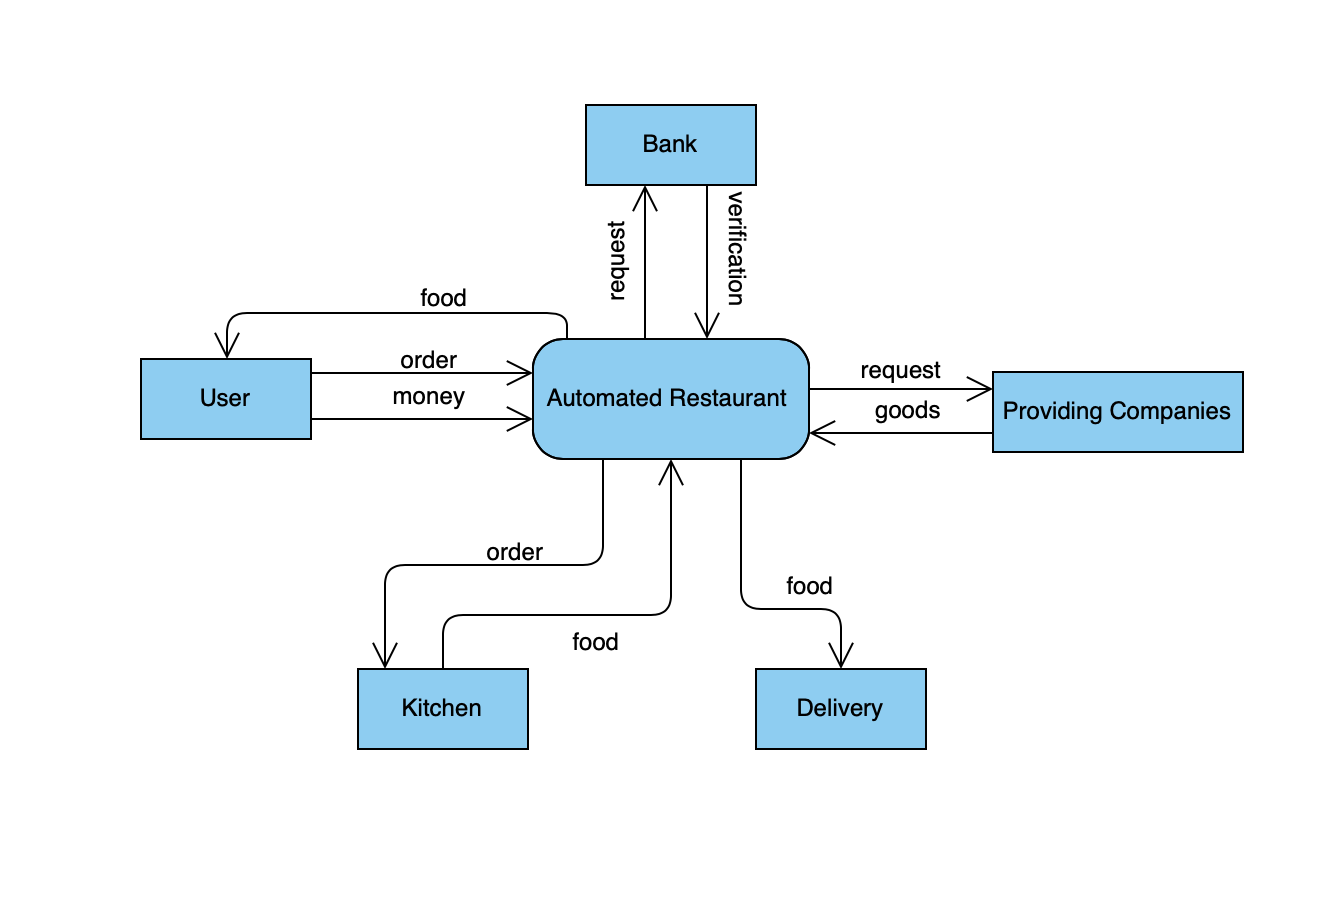 Bank
request
verification
food
User
order
money
Automated Restaurant
request
goods
Providing Companies
order
food
food
Kitchen
Delivery